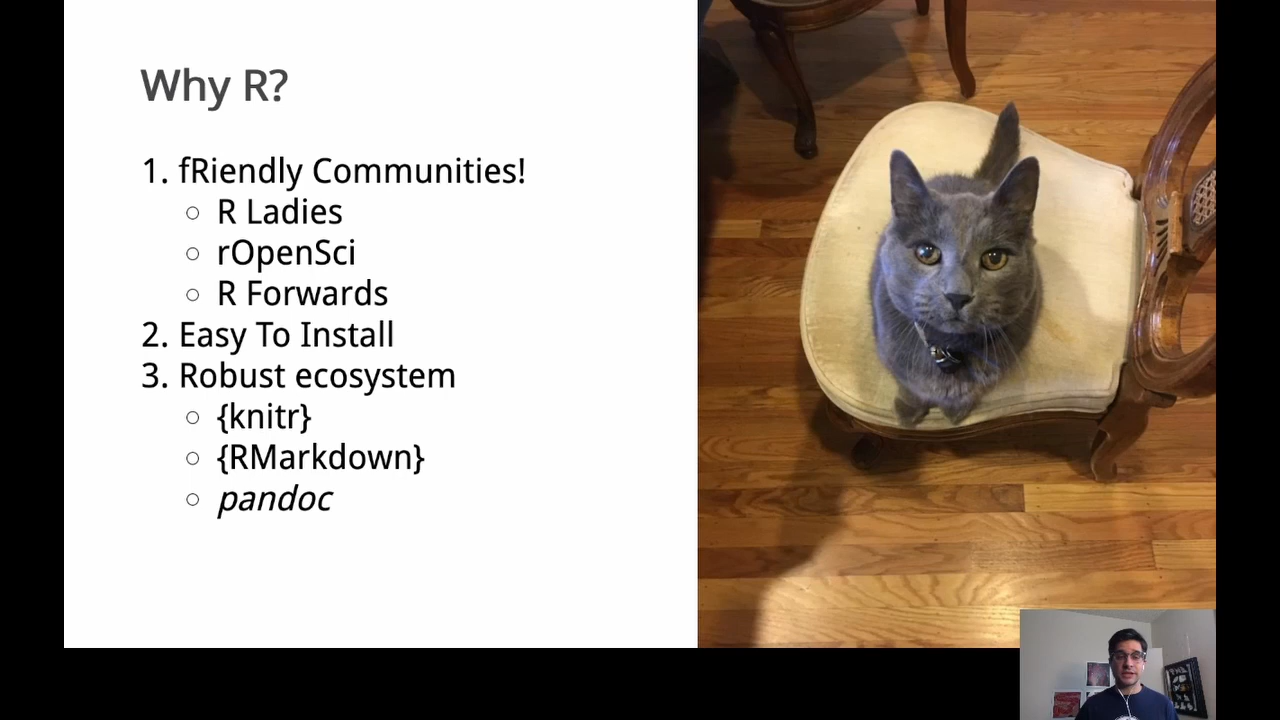 Why R?
1. fRiendly Communities!
○ R Ladies
○ rOpenSci
○ R Forwards
2. Easy To Install
3. Robust ecosystem
○ {knitr}
○ {RMarkdown}
○ pandoc